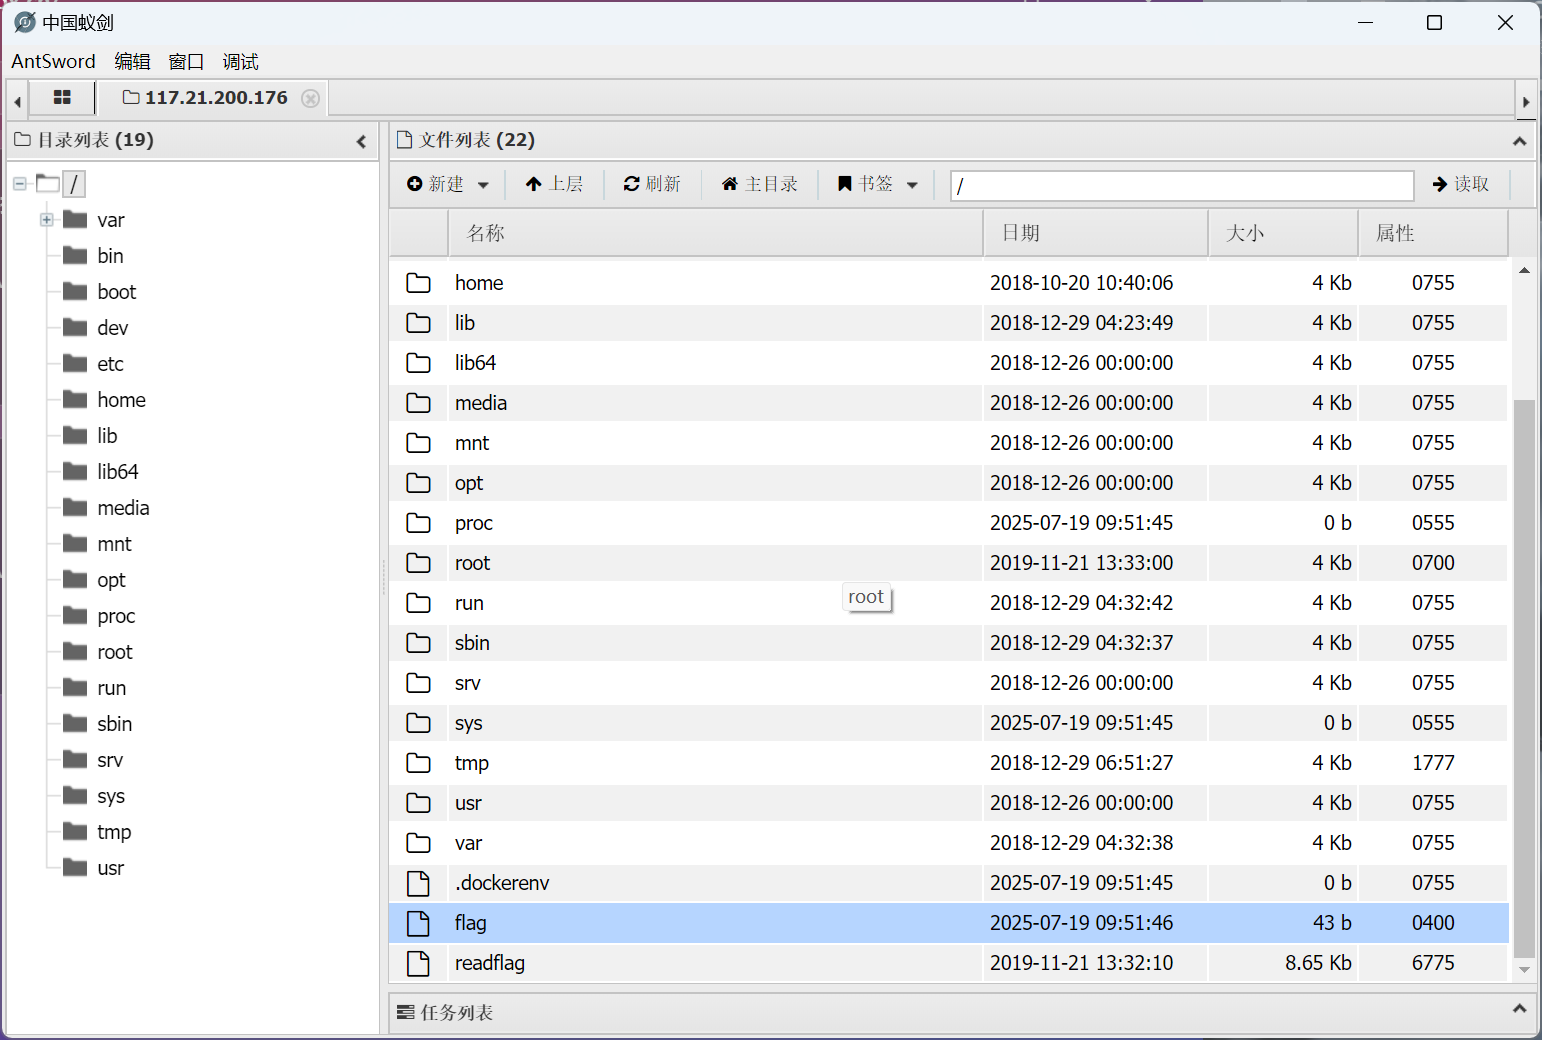 中国蚁剑
AntSword 编辑 窗口 调试
117.21.200.176
目录列表 (19)
/
var
bin
boot
dev
etc
home
lib
lib64
media
mnt
opt
proc
root
run
sbin
srv
sys
tmp
usr
文件列表 (22)
新建 上层 刷新 主目录 书签 / 读取
名称 日期 大小 属性
home 2018-10-20 10:40:06 4 Kb 0755
lib 2018-12-29 04:23:49 4 Kb 0755
lib64 2018-12-26 00:00:00 4 Kb 0755
media 2018-12-26 00:00:00 4 Kb 0755
mnt 2018-12-26 00:00:00 4 Kb 0755
opt 2018-12-26 00:00:00 4 Kb 0755
proc 2025-07-19 09:51:45 0 b 0555
root 2019-11-21 13:33:00 4 Kb 0700
root
run 2018-12-29 04:32:42 4 Kb 0755
sbin 2018-12-29 04:32:37 4 Kb 0755
srv 2018-12-26 00:00:00 4 Kb 0755
sys 2025-07-19 09:51:45 0 b 0555
tmp 2018-12-29 06:51:27 4 Kb 1777
usr 2018-12-26 00:00:00 4 Kb 0755
var 2018-12-29 04:32:38 4 Kb 0755
.dockerenv 2025-07-19 09:51:45 0 b 0755
flag 2025-07-19 09:51:46 43 b 0400
readflag 2019-11-21 13:32:10 8.65 Kb 6775
任务列表